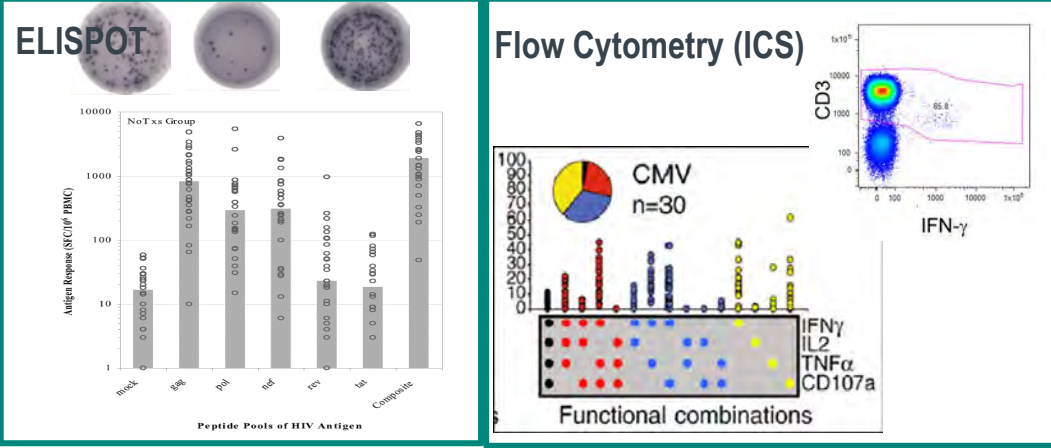 ELISPOT
10000
NoTxs Group
1000
100
10
1
Antigen Response (SFC/10⁶ PBMC)
mock
gag
pol
nef
rev
tat
Composite
Peptide Pools of HIV Antigen
Flow Cytometry (ICS)
1x10⁵
10000
1000
100
0
CD3
65.8
0
100
1000
10000
1x10⁵
IFN-γ
100
90
80
70
60
50
40
30
20
10
0
CMV
n=30
IFNγ
IL2
TNFα
CD107a
s
Functional combinations